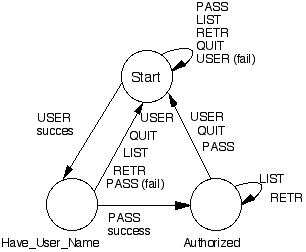 PASS
LIST
RETR
QUIT
USER (fail)
Start
USER
succes
USER
QUIT
LIST
RETR
PASS (fail)
USER
QUIT
PASS
LIST
RETR
PASS
success
Have_User_Name
Authorized